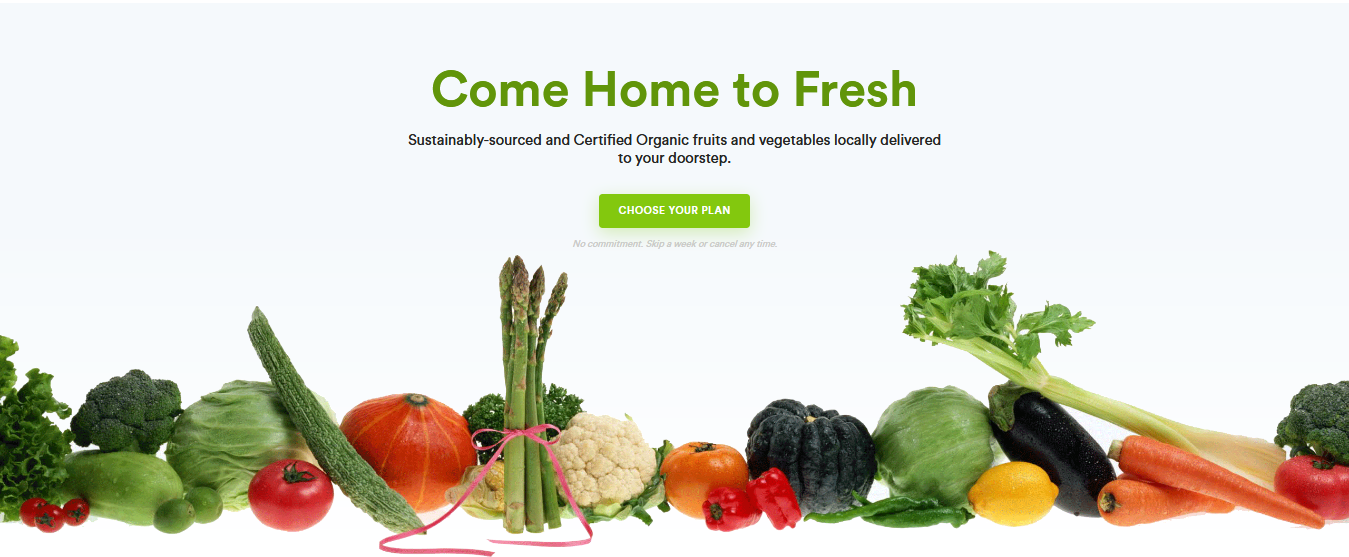 Come Home to Fresh
Sustainably-sourced and Certified Organic fruits and vegetables locally delivered
to your doorstep.
CHOOSE YOUR PLAN
No commitment. Skip a week or cancel any time.